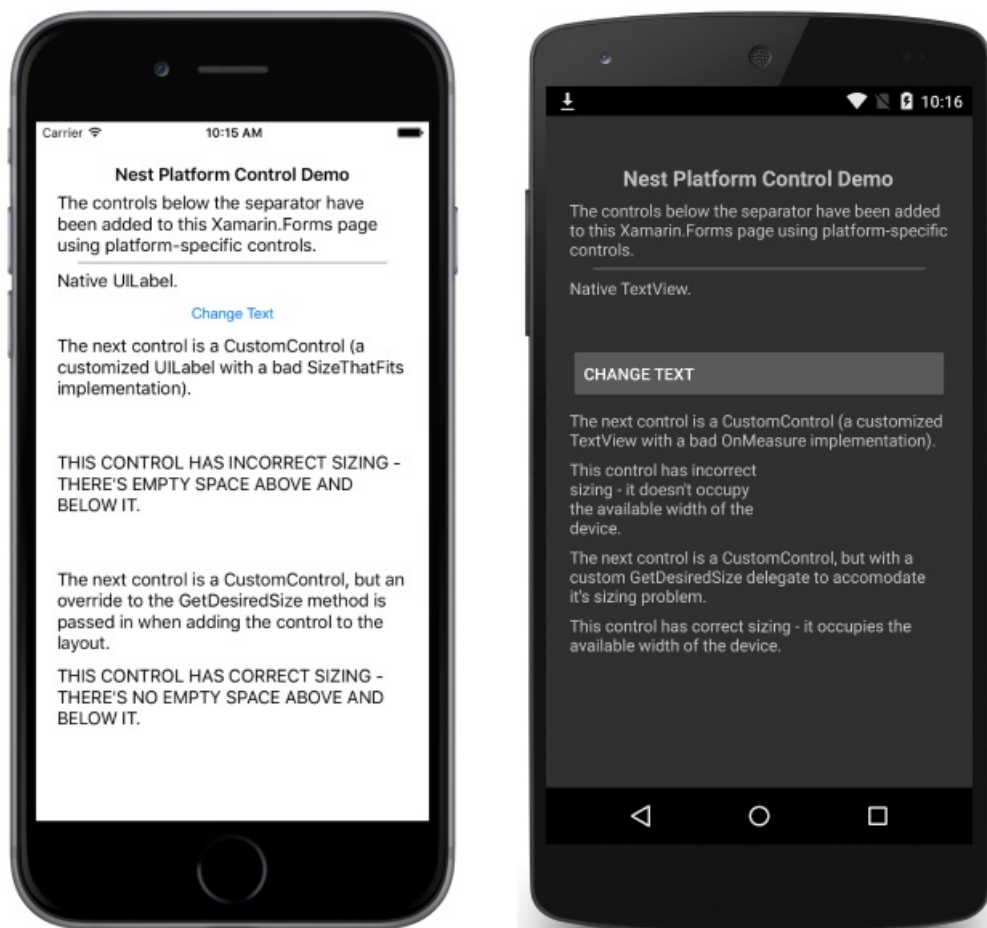 Carrier
10:15 AM
Nest Platform Control Demo
The controls below the separator have
been added to this Xamarin.Forms page
using platform-specific controls.
Native UILabel.
Change Text
The next control is a CustomControl (a
customized UILabel with a bad SizeThatFits
implementation).
THIS CONTROL HAS INCORRECT SIZING -
THERE'S EMPTY SPACE ABOVE AND
BELOW IT.
The next control is a CustomControl, but an
override to the GetDesiredSize method is
passed in when adding the control to the
layout.
THIS CONTROL HAS CORRECT SIZING -
THERE'S NO EMPTY SPACE ABOVE AND
BELOW IT.
10:16
Nest Platform Control Demo
The controls below the separator have been added
to this Xamarin.Forms page using platform-specific
controls.
Native TextView.
CHANGE TEXT
The next control is a CustomControl (a customized
TextView with a bad OnMeasure implementation).
This control has incorrect
sizing - it doesn't occupy
the available width of the
device.
The next control is a CustomControl, but with a
custom GetDesiredSize delegate to accomodate
it's sizing problem.
This control has correct sizing - it occupies the
available width of the device.